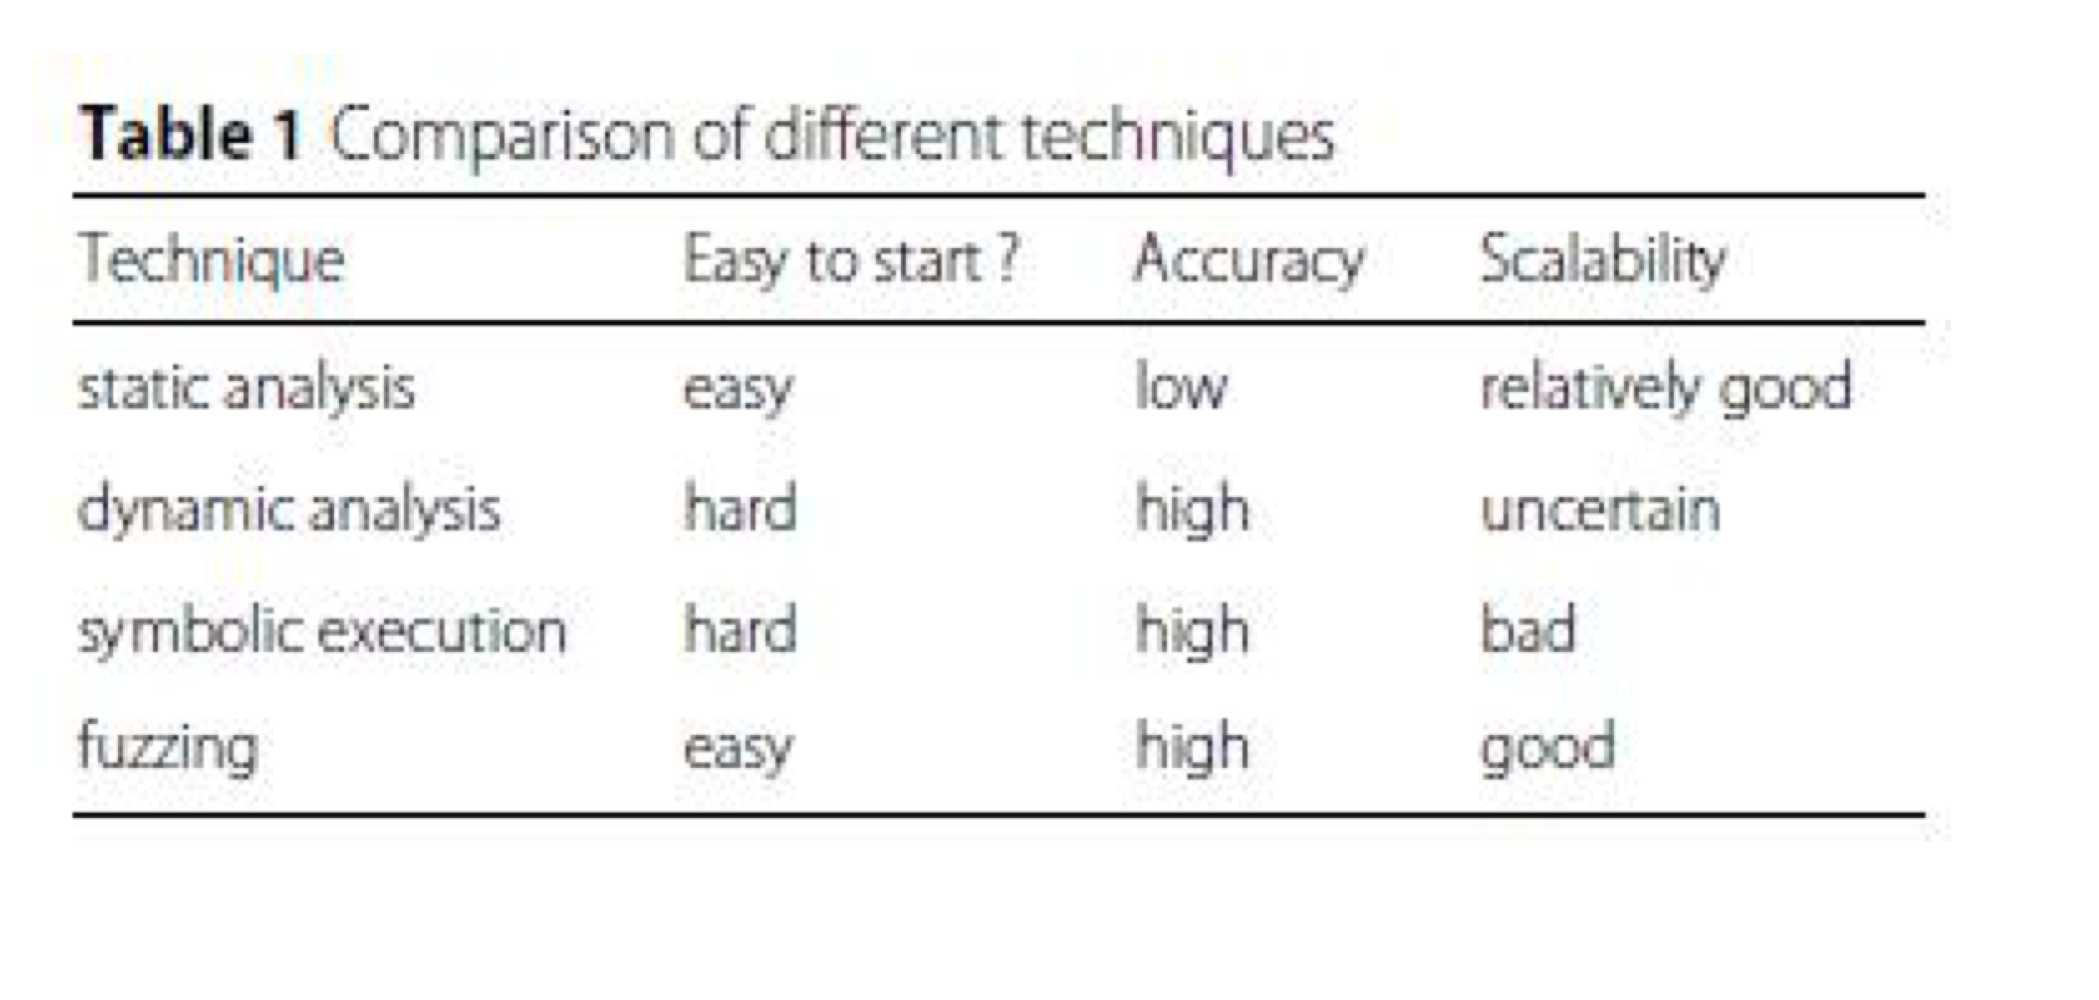 Table 1 Comparison of different techniques
Technique Easy to start ? Accuracy Scalability
static analysis easy low relatively good
dynamic analysis hard high uncertain
symbolic execution hard high bad
fuzzing easy high good